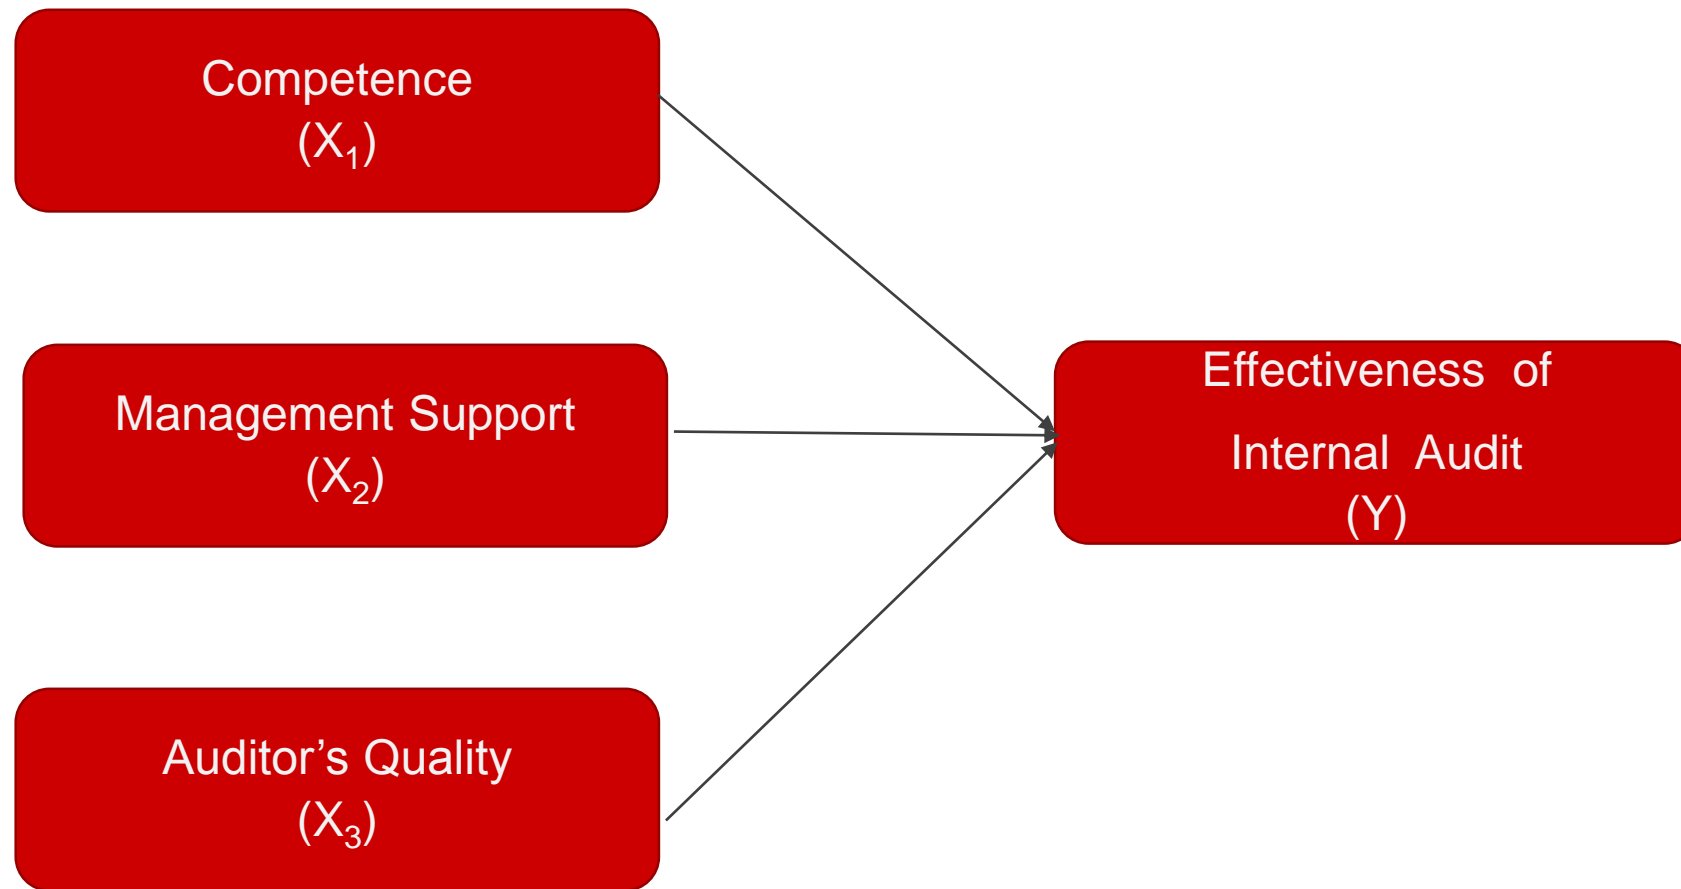 Competence
(X₁)
Management Support
(X₂)
Auditor’s Quality
(X₃)
Effectiveness of
Internal Audit
(Y)